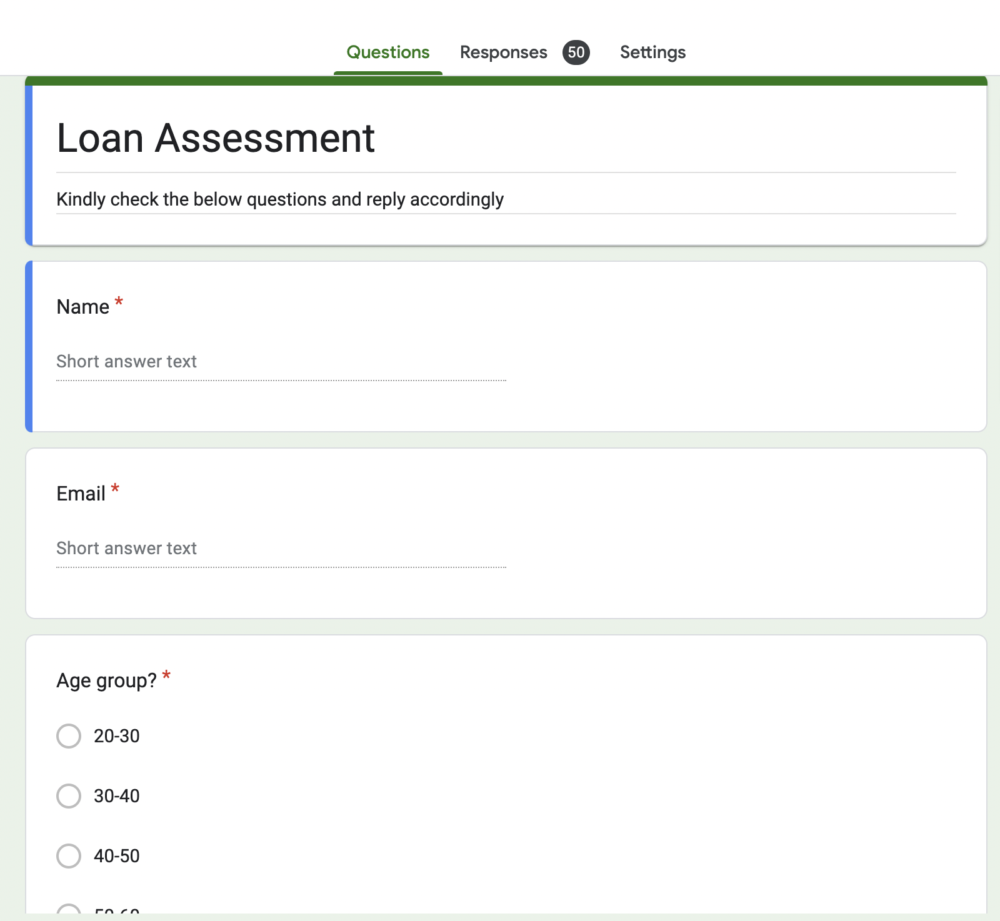 Questions Responses 50 Settings
Loan Assessment
Kindly check the below questions and reply accordingly
Name *
Short answer text
Email *
Short answer text
Age group? *
20-30
30-40
40-50